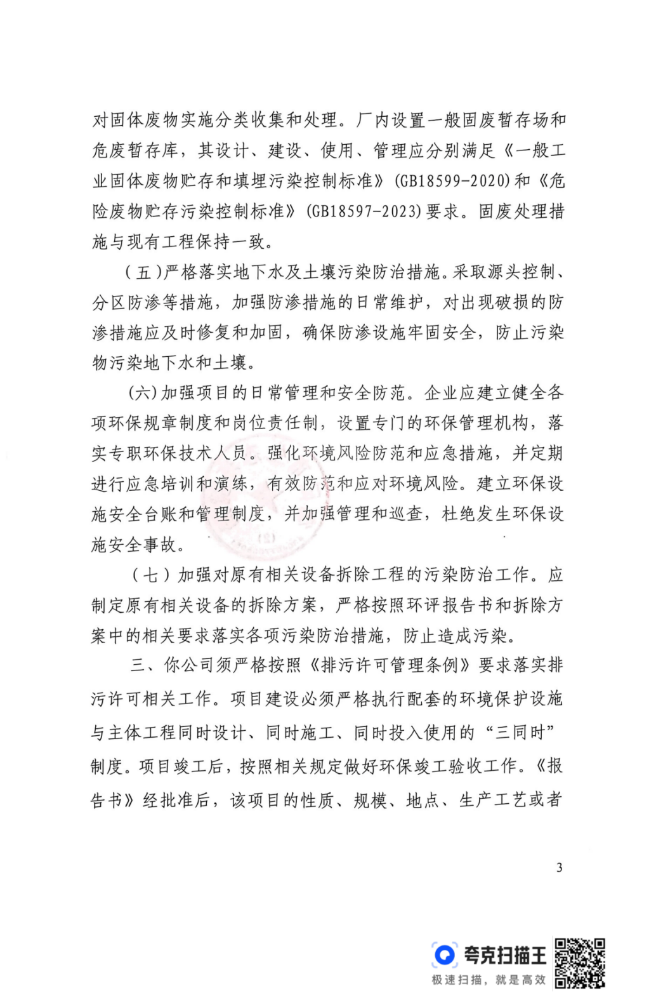 对固体废物实施分类收集和处理。厂内设置一般固废暂存场和
危废暂存库，其设计、建设、使用、管理应分别满足《一般工
业固体废物贮存和填埋污染控制标准》(GB18599-2020)和《危
险废物贮存污染控制标准》(GB18597-2023)要求。固废处理措
施与现有工程保持一致。
（五）严格落实地下水及土壤污染防治措施。采取源头控制、
分区防渗等措施，加强防渗措施的日常维护，对出现破损的防
渗措施应及时修复和加固，确保防渗设施牢固安全，防止污染
物污染地下水和土壤。
(六)加强项目的日常管理和安全防范。企业应建立健全各
项环保规章制度和岗位责任制，设置专门的环保管理机构，落
实专职环保技术人员。强化环境风险防范和应急措施，并定期
进行应急培训和演练，有效防范和应对环境风险。建立环保设
施安全台账和管理制度，并加强管理和巡查，杜绝发生环保设
施安全事故。
（七）加强对原有相关设备拆除工程的污染防治工作。应
制定原有相关设备的拆除方案，严格按照环评报告书和拆除方
案中的相关要求落实各项污染防治措施，防止造成污染。
三、你公司须严格按照《排污许可管理条例》要求落实排
污许可相关工作。项目建设必须严格执行配套的环境保护设施
与主体工程同时设计、同时施工、同时投入使用的“三同时”
制度。项目竣工后，按照相关规定做好环保竣工验收工作。《报
告书》经批准后，该项目的性质、规模、地点、生产工艺或者
3
夸克扫描王
极速扫描，就是高效